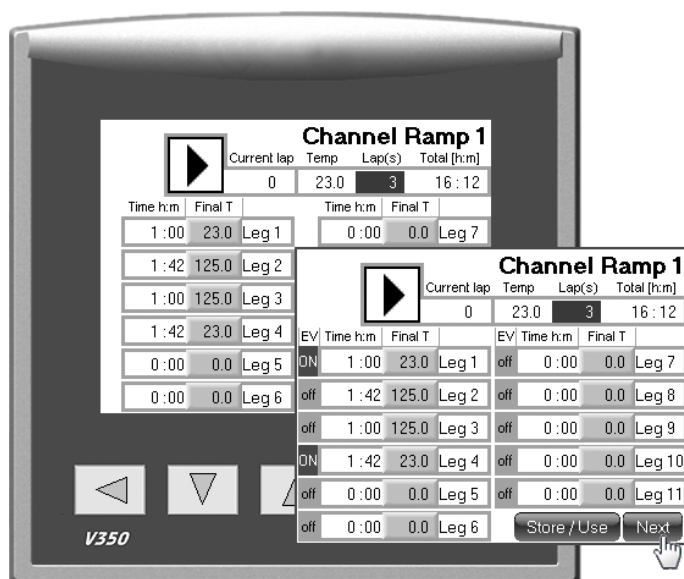 Channel Ramp 1
Current lap Temp Lap(s) Total [h:m]
0 23.0 3 16 : 12
Time h:m Final T Time h:m Final T
1 :00 23.0 Leg 1 0 :00 0.0 Leg 7
1 :42 125.0 Leg 2
1 :00 125.0 Leg 3
1 :42 23.0 Leg 4
0 :00 0.0 Leg 5
0 :00 0.0 Leg 6
Channel Ramp 1
Current lap Temp Lap(s) Total [h:m]
0 23.0 3 16 : 12
EV Time h:m Final T EV Time h:m Final T
ON 1 :00 23.0 Leg 1 off 0 :00 0.0 Leg 7
off 1 :42 125.0 Leg 2 off 0 :00 0.0 Leg 8
off 1 :00 125.0 Leg 3 off 0 :00 0.0 Leg 9
ON 1 :42 23.0 Leg 4 off 0 :00 0.0 Leg 10
off 0 :00 0.0 Leg 5 off 0 :00 0.0 Leg 11
off 0 :00 0.0 Leg 6 Store / Use Next
V350